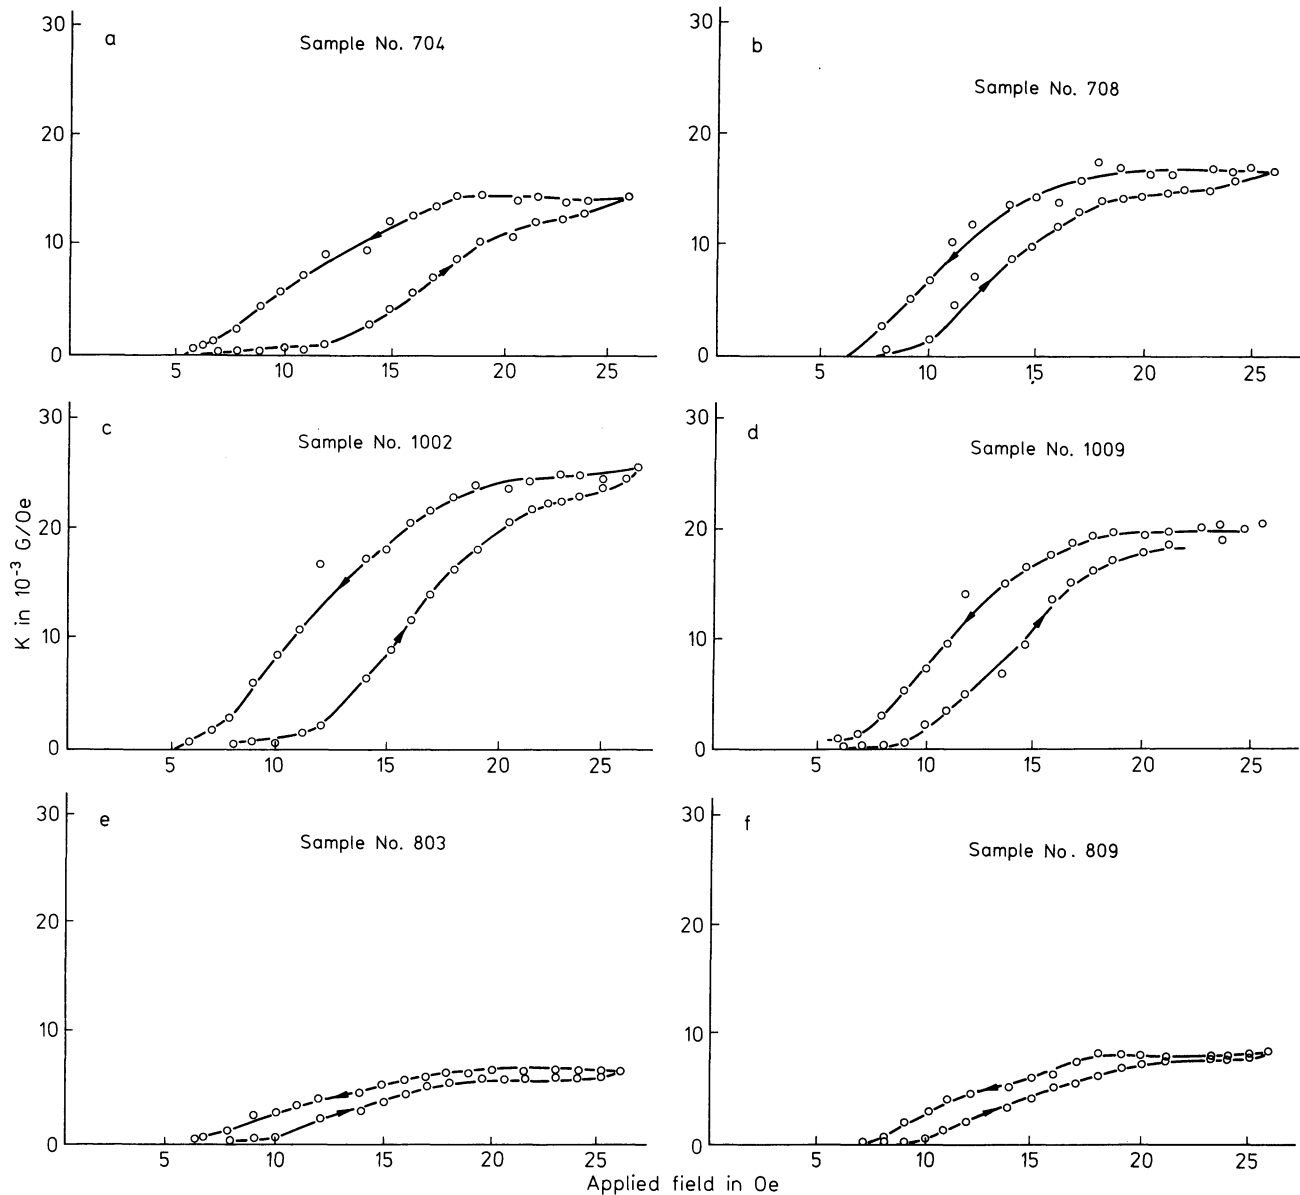 a
Sample No. 704
30
20
10
0
5 10 15 20 25
b
Sample No. 708
30
20
10
0
5 10 15 20 25
c
Sample No. 1002
30
20
10
0
5 10 15 20 25
d
Sample No. 1009
30
20
10
0
5 10 15 20 25
e
Sample No. 803
30
20
10
0
5 10 15 20 25
f
Sample No. 809
30
20
10
0
5 10 15 20 25
K in 10⁻³ G/Oe
Applied field in Oe